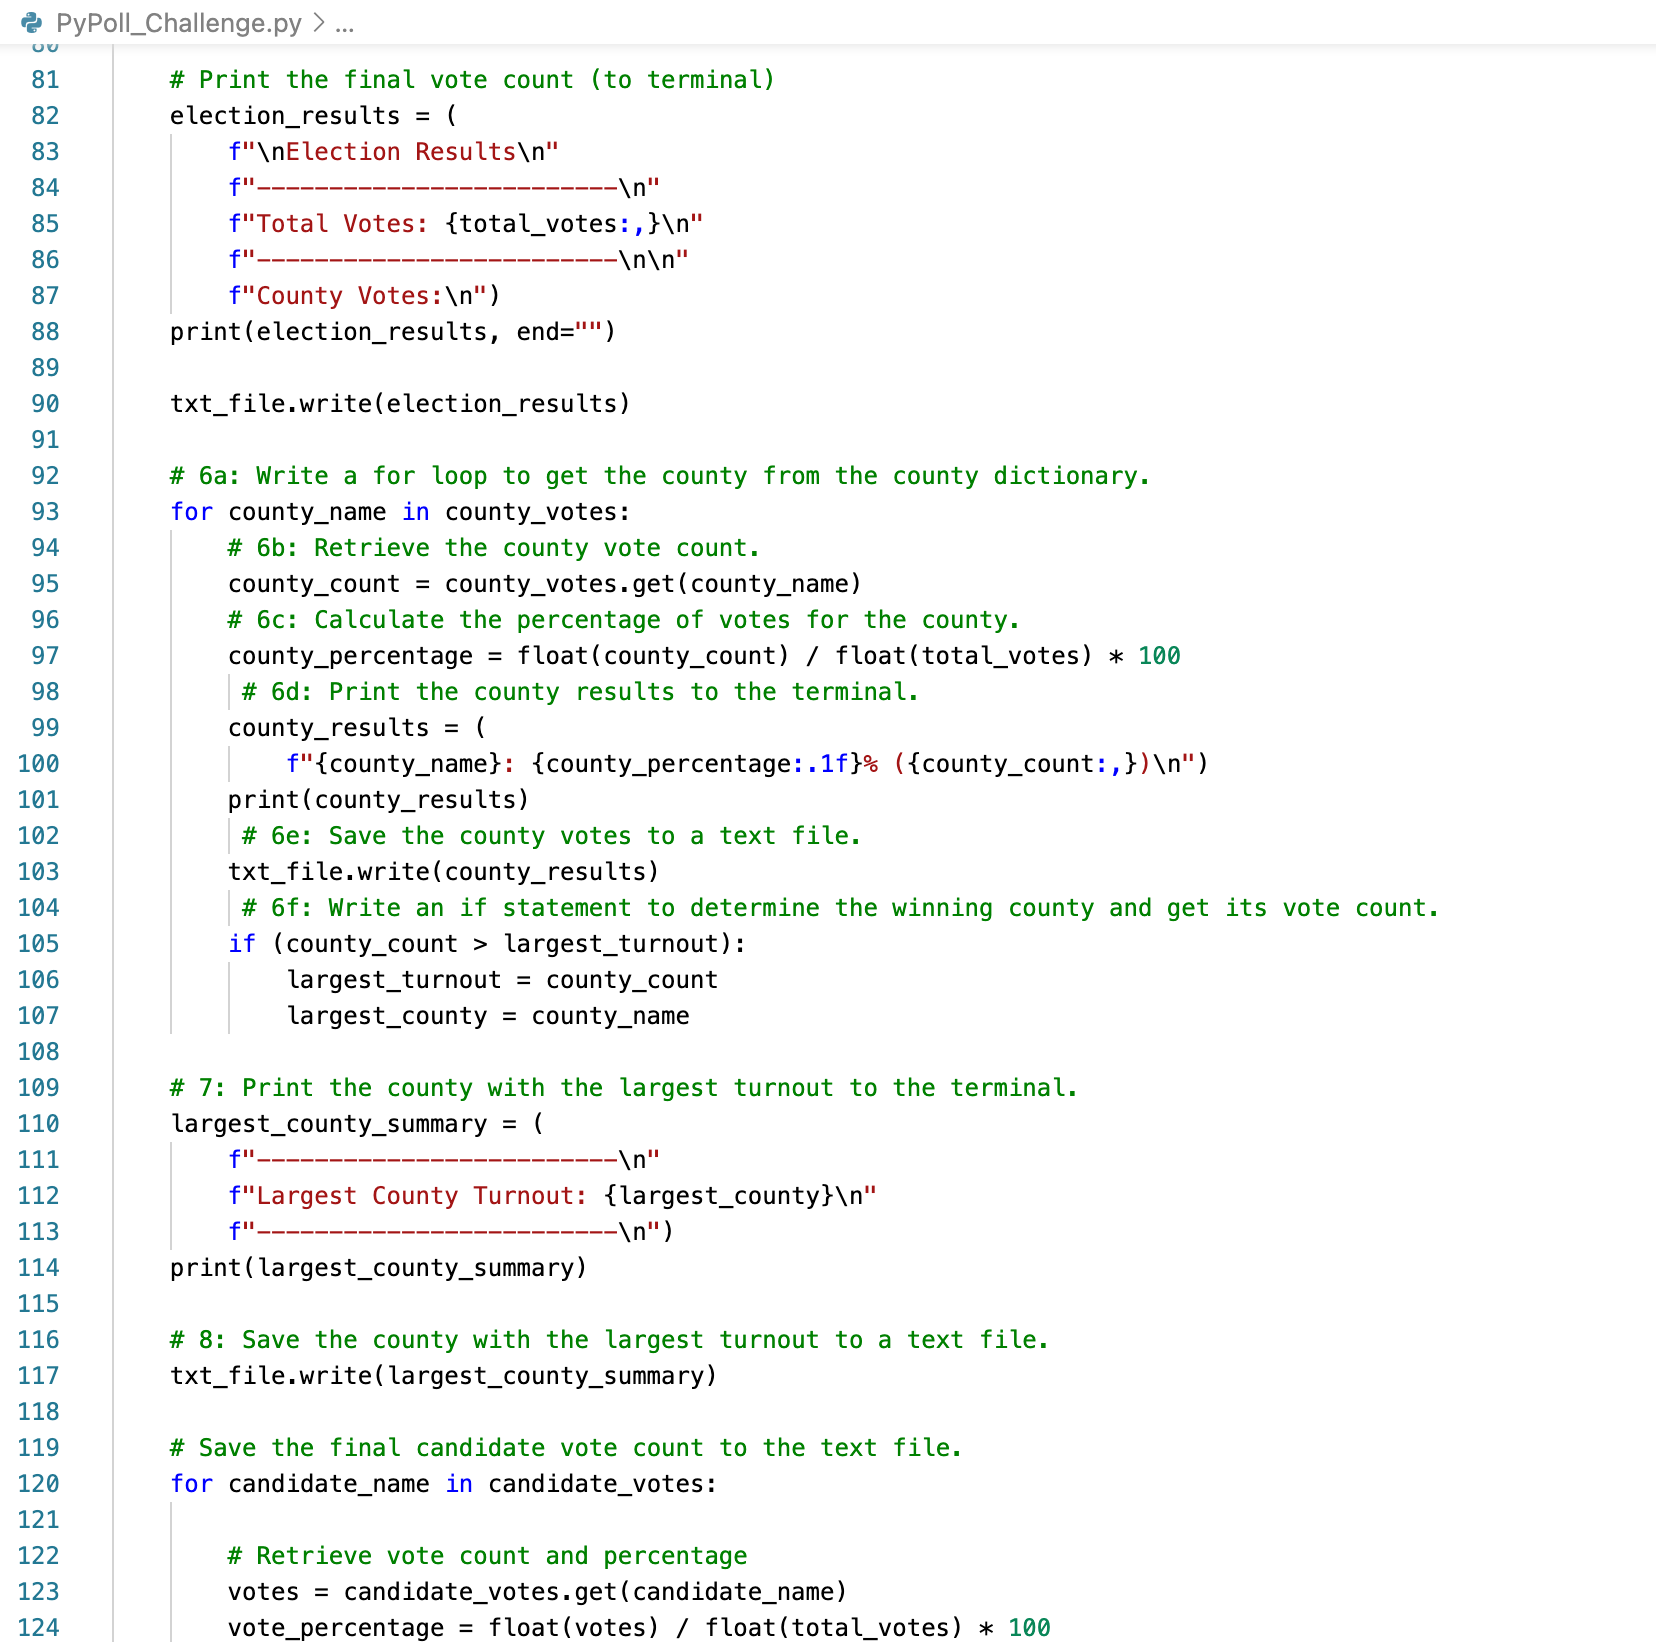 PyPoll_Challenge.py > ...
80
81 # Print the final vote count (to terminal)
82 election_results = (
83 f"\nElection Results\n"
84 f"-------------------------\n"
85 f"Total Votes: {total_votes:,}\n"
86 f"-------------------------\n\n"
87 f"County Votes:\n")
88 print(election_results, end="")
89
90 txt_file.write(election_results)
91
92 # 6a: Write a for loop to get the county from the county dictionary.
93 for county_name in county_votes:
94 # 6b: Retrieve the county vote count.
95 county_count = county_votes.get(county_name)
96 # 6c: Calculate the percentage of votes for the county.
97 county_percentage = float(county_count) / float(total_votes) * 100
98 # 6d: Print the county results to the terminal.
99 county_results = (
100 f"{county_name}: {county_percentage:.1f}% ({county_count:,})\n")
101 print(county_results)
102 # 6e: Save the county votes to a text file.
103 txt_file.write(county_results)
104 # 6f: Write an if statement to determine the winning county and get its vote count.
105 if (county_count > largest_turnout):
106 largest_turnout = county_count
107 largest_county = county_name
108
109 # 7: Print the county with the largest turnout to the terminal.
110 largest_county_summary = (
111 f"-------------------------\n"
112 f"Largest County Turnout: {largest_county}\n"
113 f"-------------------------\n")
114 print(largest_county_summary)
115
116 # 8: Save the county with the largest turnout to a text file.
117 txt_file.write(largest_county_summary)
118
119 # Save the final candidate vote count to the text file.
120 for candidate_name in candidate_votes:
121
122 # Retrieve vote count and percentage
123 votes = candidate_votes.get(candidate_name)
124 vote_percentage = float(votes) / float(total_votes) * 100